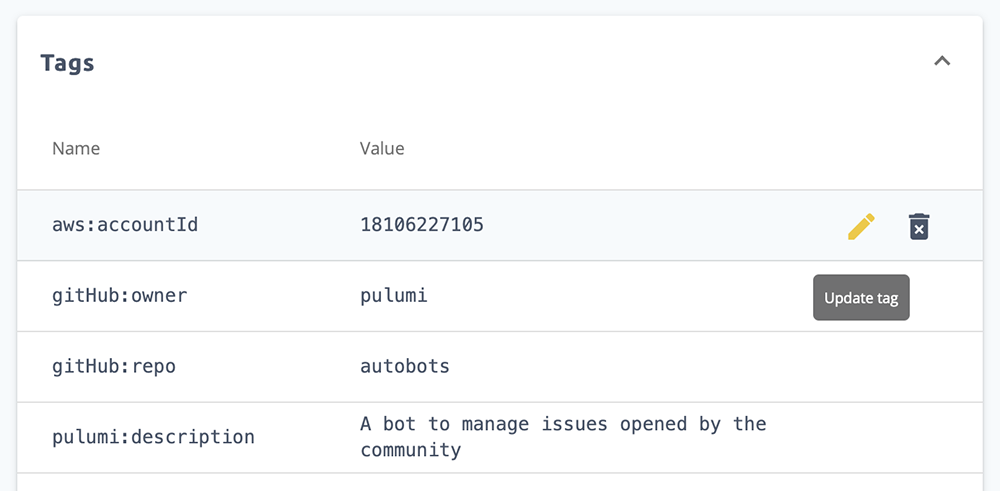 Tags
Name Value
aws:accountId 18106227105
gitHub:owner pulumi
Update tag
gitHub:repo autobots
pulumi:description A bot to manage issues opened by the
community